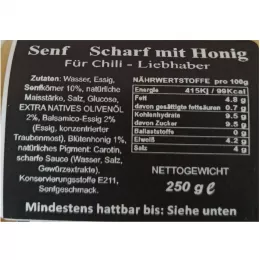 Senf Scharf mit Honig
Für Chili - Liebhaber
Zutaten: Wasser, Essig,
Senfkörner 10%, natürliche
Maisstärke, Salz, Glucose,
EXTRA NATIVES OLIVENÖL
2%, Balsamico-Essig 2%
(Essig, konzentrierter
Traubenmost), Blütenhonig 1%,
natürliches Pigment: Carotin,
scharfe Sauce (Wasser, Salz,
Gewürzextrakte).
Konservierungsstoffe E211,
Senfgeschmack.
NÄHRWERTSTOFFE pro 100g
Energie 415KJ / 99Kcal
Fett 4.8 g
davon gesättigte fettsäuren 0.7 g
Kohlenhydrate 9.5 g
davon Zucker 9.5 g
Ballaststoffe 0 g
Eiweiß 4.2 g
Salz 4 g
NETTOGEWICHT
250 g ℮
Mindestens hattbar bis: Siehe unten